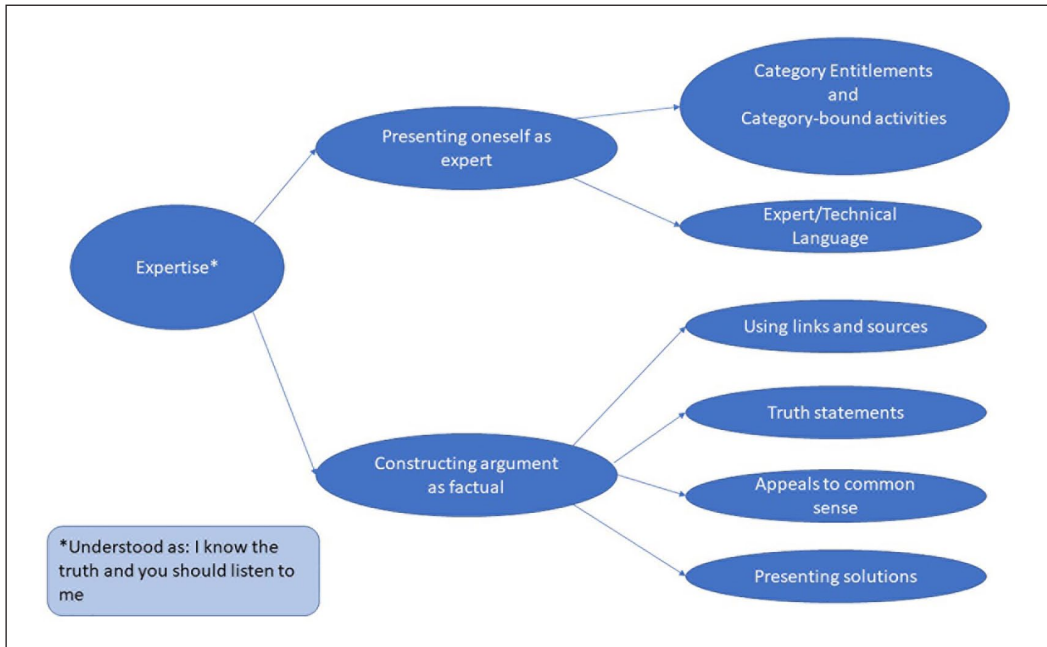 Expertise*
Presenting oneself as
expert
Category Entitlements
and
Category-bound activities
Expert/Technical
Language
Constructing argument
as factual
Using links and sources
Truth statements
Appeals to common
sense
Presenting solutions
*Understood as: I know the
truth and you should listen to
me